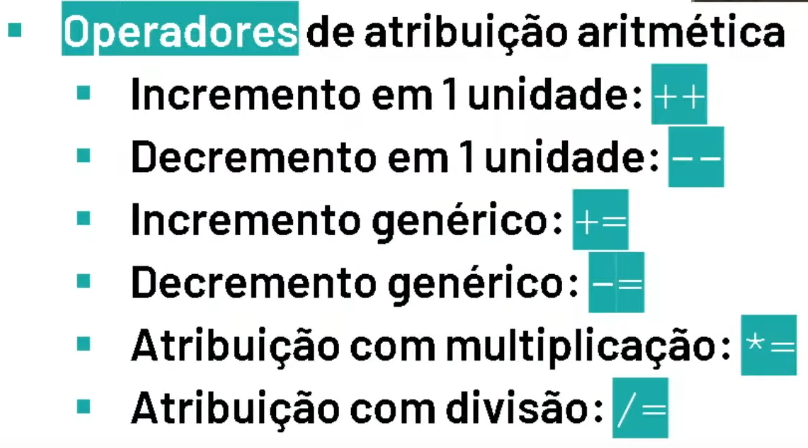 Operadores de atribuição aritmética
Incremento em 1 unidade: ++
Decremento em 1 unidade: --
Incremento genérico: +=
Decremento genérico: -=
Atribuição com multiplicação: *=
Atribuição com divisão: /=